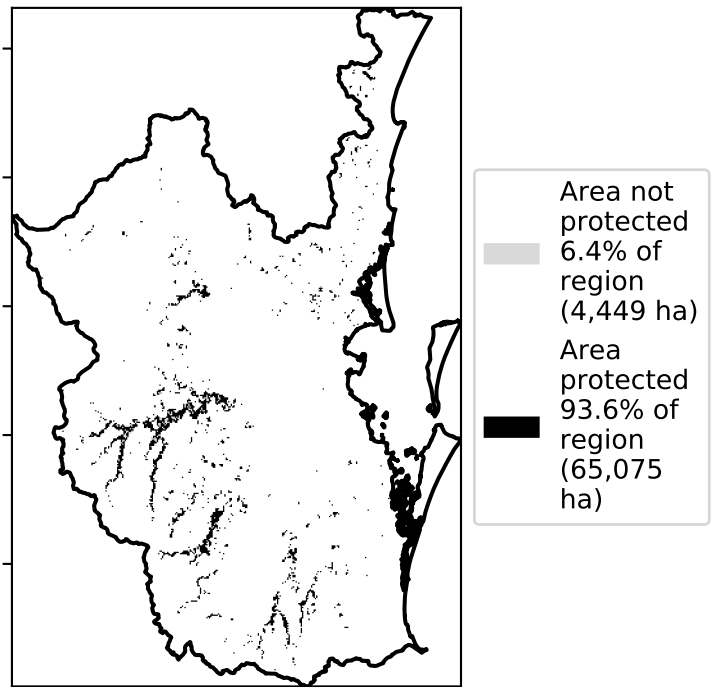 Area not
protected
6.4% of
region
(4,449 ha)
Area
protected
93.6% of
region
(65,075
ha)